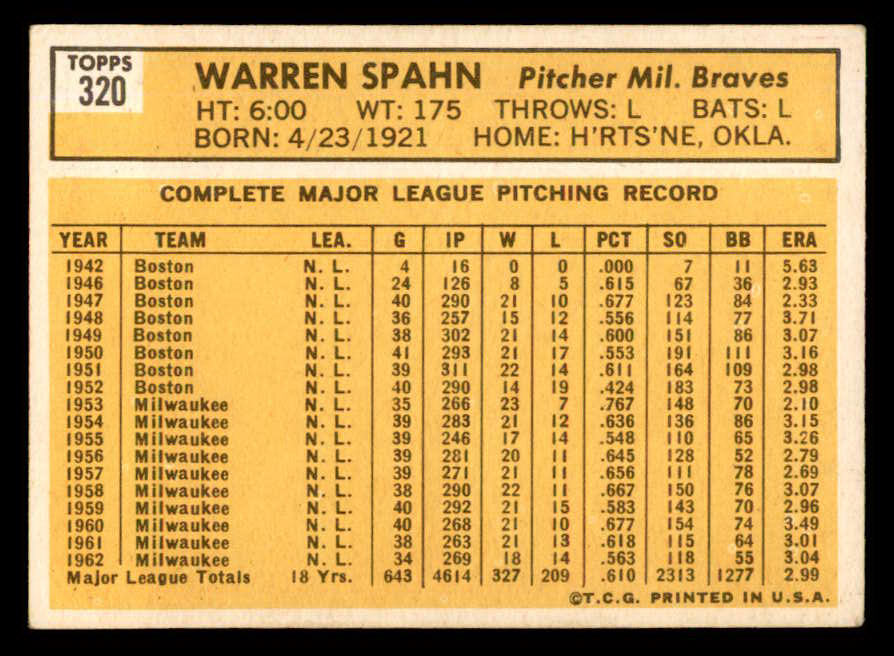 TOPPS
320
WARREN SPAHN Pitcher Mil. Braves
HT: 6:00 WT: 175 THROWS: L BATS: L
BORN: 4/23/1921 HOME: H'RTS'NE, OKLA.
COMPLETE MAJOR LEAGUE PITCHING RECORD
YEAR TEAM LEA. G IP W L PCT SO BB ERA
1942 Boston N. L. 4 16 0 0 .000 7 11 5.63
1946 Boston N. L. 24 126 8 5 .615 67 36 2.93
1947 Boston N. L. 40 290 21 10 .677 123 84 2.33
1948 Boston N. L. 36 257 15 12 .556 114 77 3.71
1949 Boston N. L. 38 302 21 14 .600 151 86 3.07
1950 Boston N. L. 41 293 21 17 .553 191 111 3.16
1951 Boston N. L. 39 311 22 14 .611 164 109 2.98
1952 Boston N. L. 40 290 14 19 .424 183 73 2.98
1953 Milwaukee N. L. 35 266 23 7 .767 148 70 2.10
1954 Milwaukee N. L. 39 283 21 12 .636 136 86 3.15
1955 Milwaukee N. L. 39 246 17 14 .548 110 65 3.26
1956 Milwaukee N. L. 39 281 20 11 .645 128 52 2.79
1957 Milwaukee N. L. 39 271 21 11 .656 111 78 2.69
1958 Milwaukee N. L. 38 290 22 11 .667 150 76 3.07
1959 Milwaukee N. L. 40 292 21 15 .583 143 70 2.96
1960 Milwaukee N. L. 40 268 21 10 .677 154 74 3.49
1961 Milwaukee N. L. 38 263 21 13 .618 115 64 3.01
1962 Milwaukee N. L. 34 269 18 14 .563 118 55 3.04
Major League Totals 18 Yrs. 643 4614 327 209 .610 2313 1277 2.99
©T.C.G. PRINTED IN U.S.A.